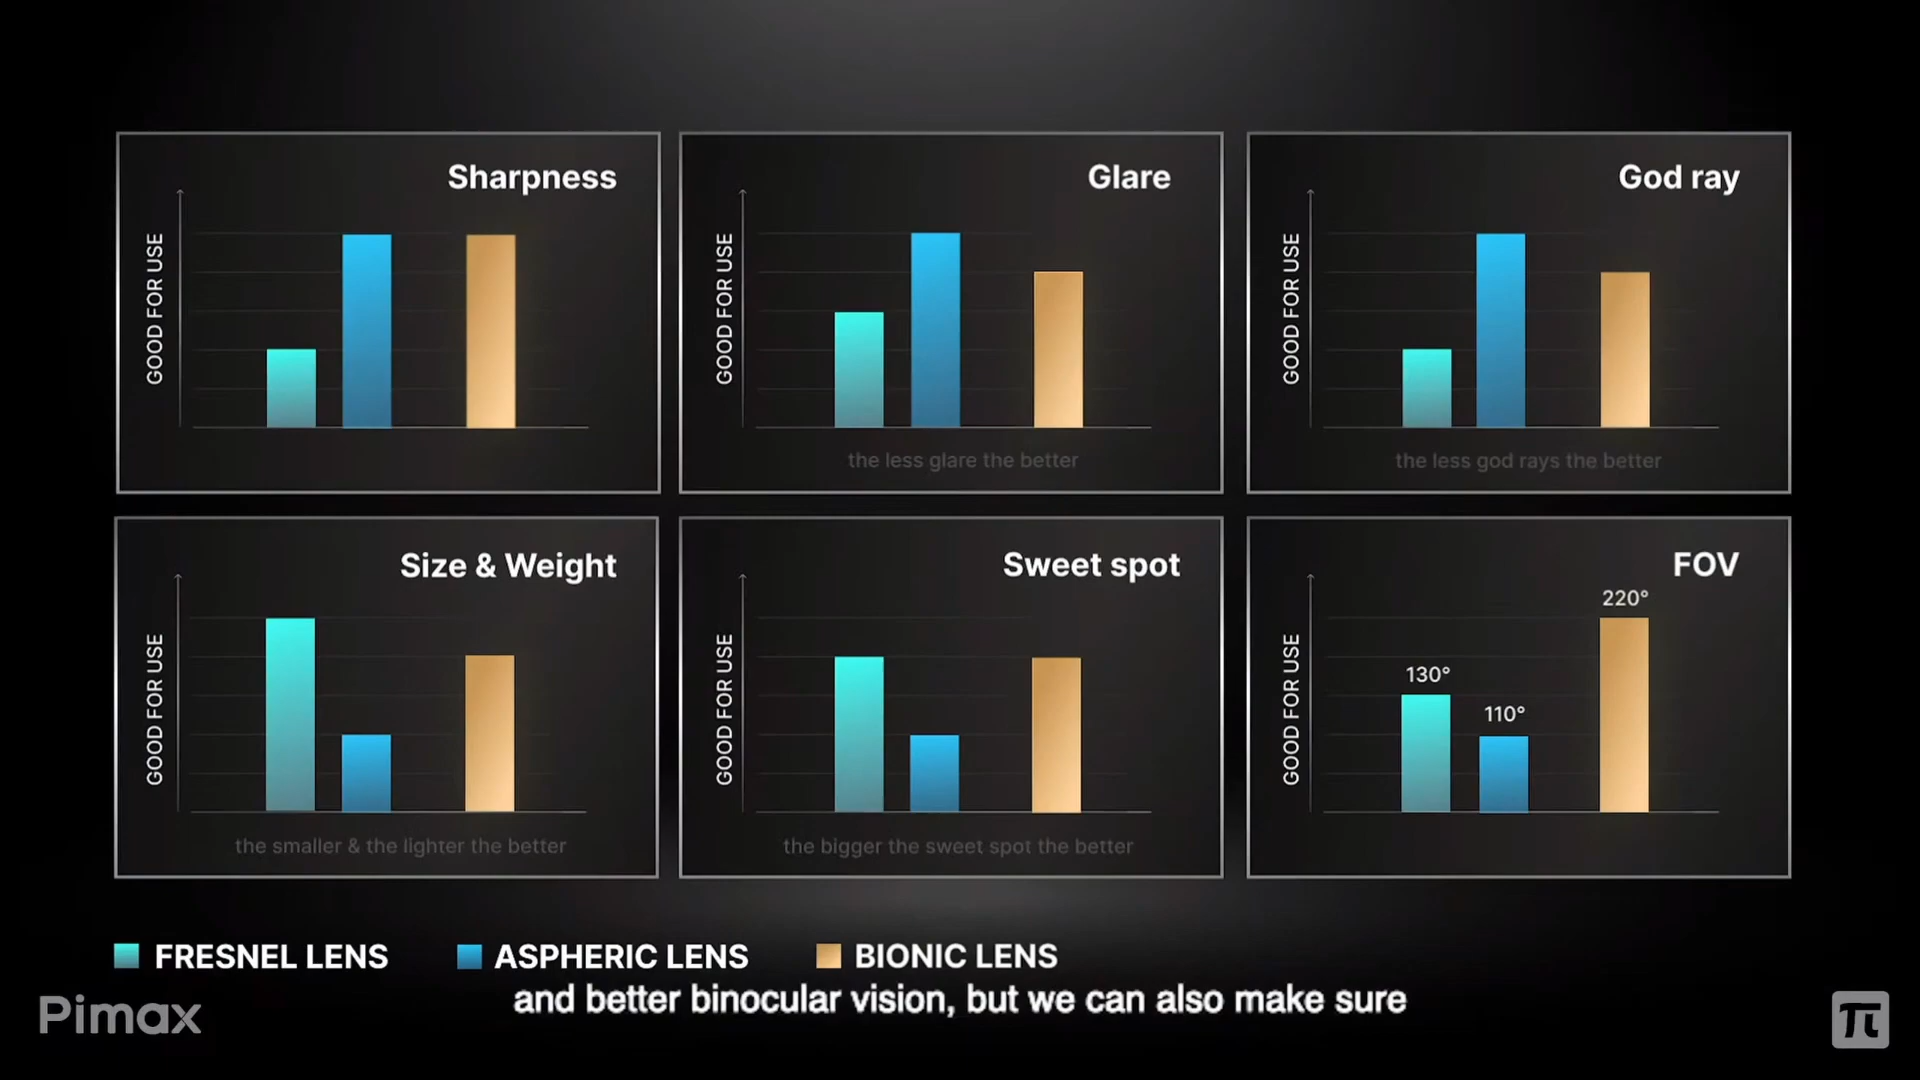 Sharpness
GOOD FOR USE
Glare
GOOD FOR USE
the less glare the better
God ray
GOOD FOR USE
the less god rays the better
Size & Weight
GOOD FOR USE
the smaller & the lighter the better
Sweet spot
GOOD FOR USE
the bigger the sweet spot the better
FOV
GOOD FOR USE
130°
110°
220°
FRESNEL LENS
ASPHERIC LENS
BIONIC LENS
and better binocular vision, but we can also make sure
Pimax
π